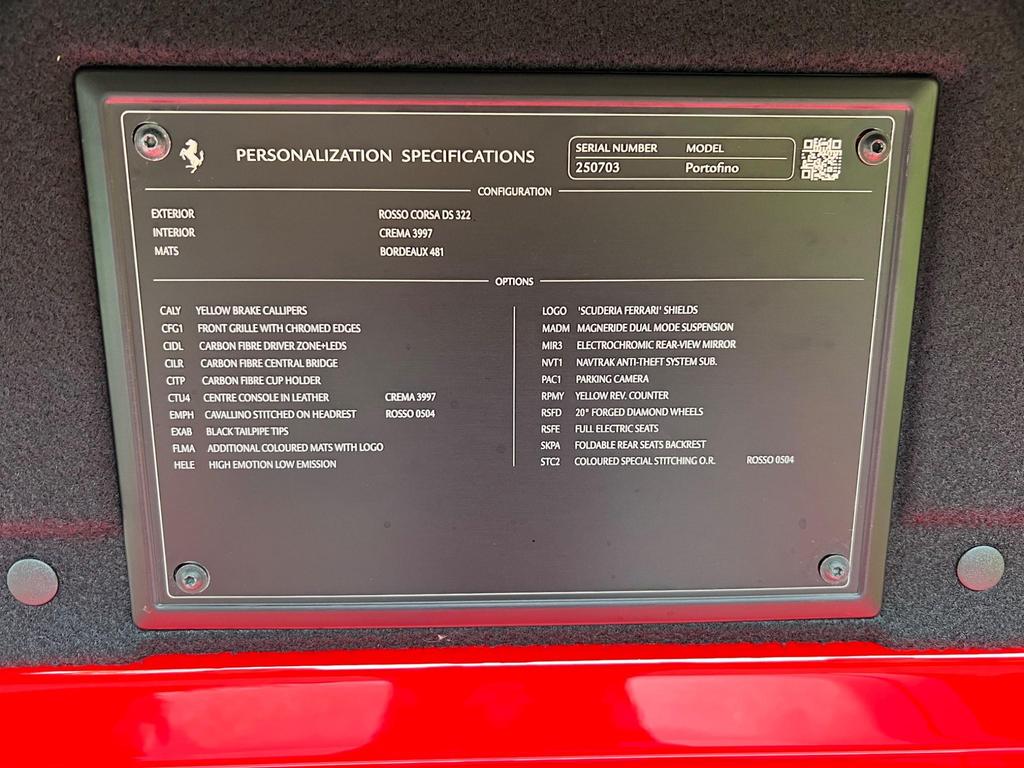 PERSONALIZATION SPECIFICATIONS
SERIAL NUMBER MODEL
250703 Portofino
CONFIGURATION
EXTERIOR ROSSO CORSA DS 322
INTERIOR CREMA 3997
MATS BORDEAUX 481
OPTIONS
CALY YELLOW BRAKE CALLIPERS
CFG1 FRONT GRILLE WITH CHROMED EDGES
CIDL CARBON FIBRE DRIVER ZONE+LEDS
CILR CARBON FIBRE CENTRAL BRIDGE
CITP CARBON FIBRE CUP HOLDER
CTU4 CENTRE CONSOLE IN LEATHER CREMA 3997
EMPH CAVALLINO STITCHED ON HEADREST ROSSO 0504
EXAB BLACK TAILPIPE TIPS
FLMA ADDITIONAL COLOURED MATS WITH LOGO
HELE HIGH EMOTION LOW EMISSION
LOGO 'SCUDERIA FERRARI' SHIELDS
MADM MAGNERIDE DUAL MODE SUSPENSION
MIR3 ELECTROCHROMIC REAR-VIEW MIRROR
NVT1 NAVTRAK ANTI-THEFT SYSTEM SUB.
PAC1 PARKING CAMERA
RPMY YELLOW REV. COUNTER
RSFD 20" FORGED DIAMOND WHEELS
RSFE FULL ELECTRIC SEATS
SKPA FOLDABLE REAR SEATS BACKREST
STC2 COLOURED SPECIAL STITCHING O.R. ROSSO 0504